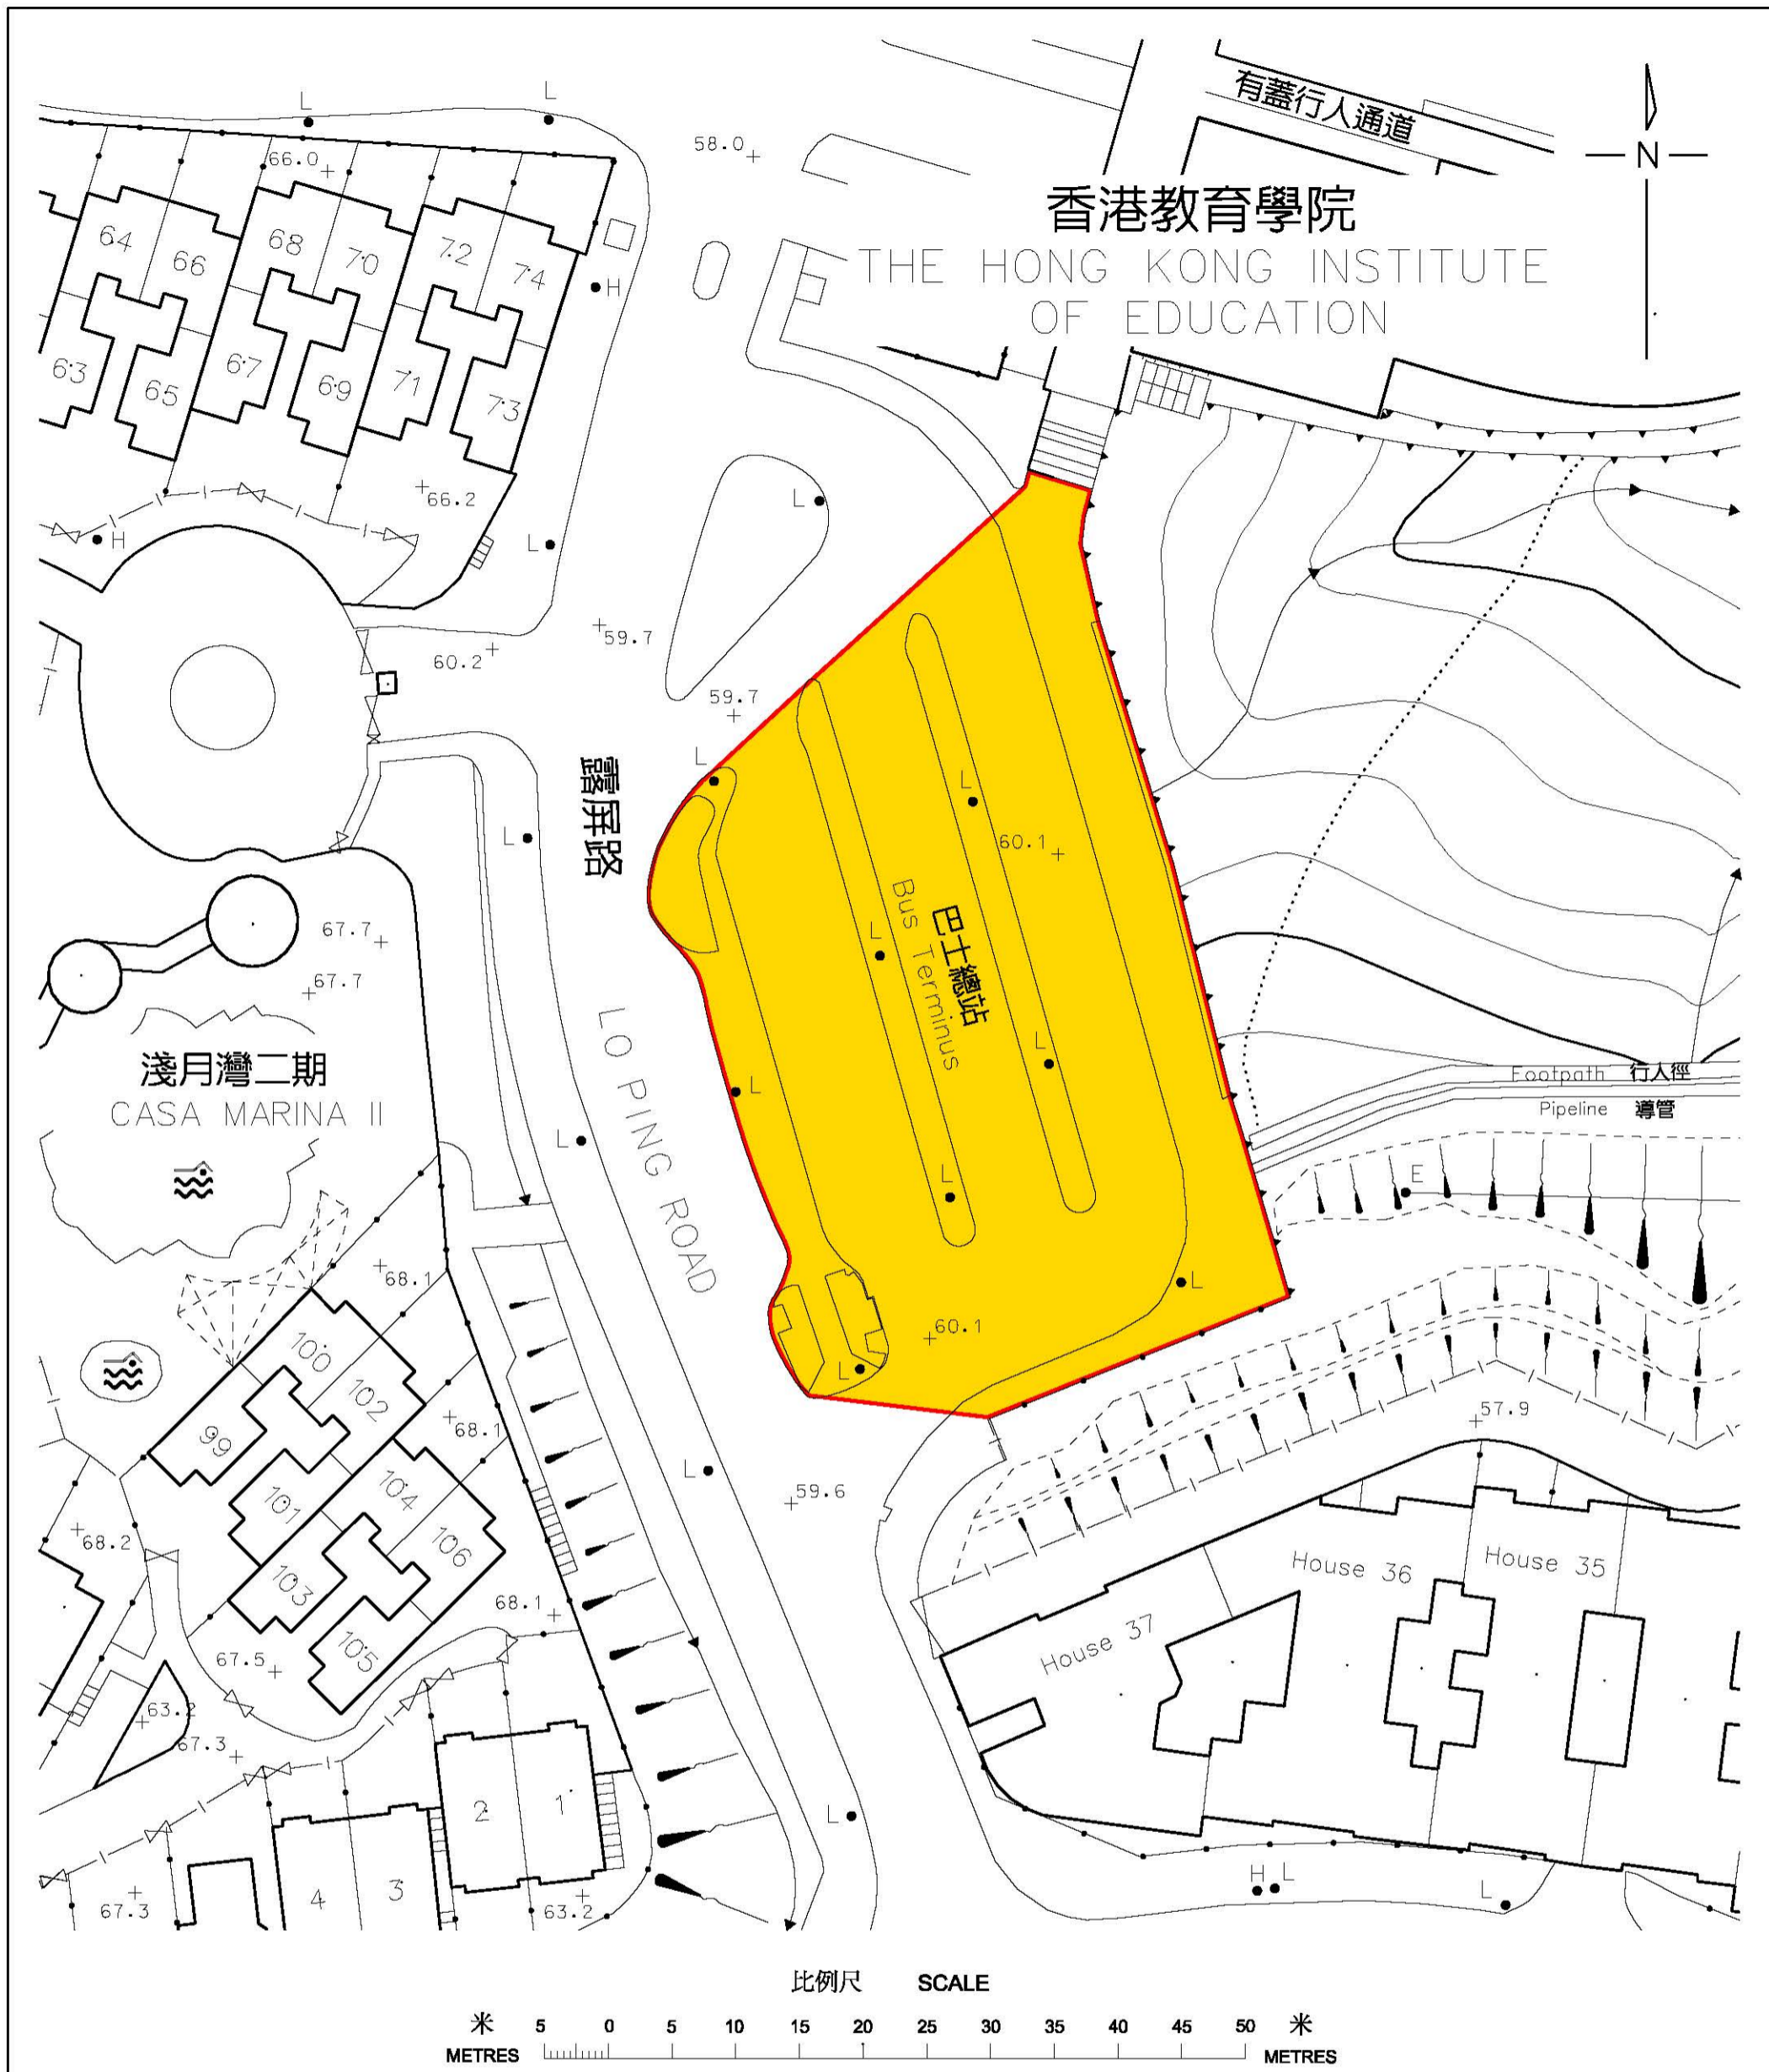 L
L
有蓋行人通道
58.0
66.0
N
香港教育學院
THE HONG KONG INSTITUTE
OF EDUCATION
64
66
68
70
72
74
H
63
65
67
69
71
73
66.2
L
H
L
59.7
60.2
59.7
L
露屏路
L
L
60.1
67.7
67.7
L
巴士總站
Bus Terminus
LO PING ROAD
淺月灣二期
CASA MARINA II
L
L
L
L
Footpath 行人徑
Pipeline 導管
E
68.1
L
60.1
L
100
102
99
101
68.1
104
106
103
105
57.9
L
59.6
68.2
68.1
67.5
House 36
House 35
House 37
63.2
67.3
2
1
4
3
L
H
L
L
67.3
63.2
比例尺 SCALE
米 5 0 5 10 15 20 25 30 35 40 45 50 米
METRES METRES